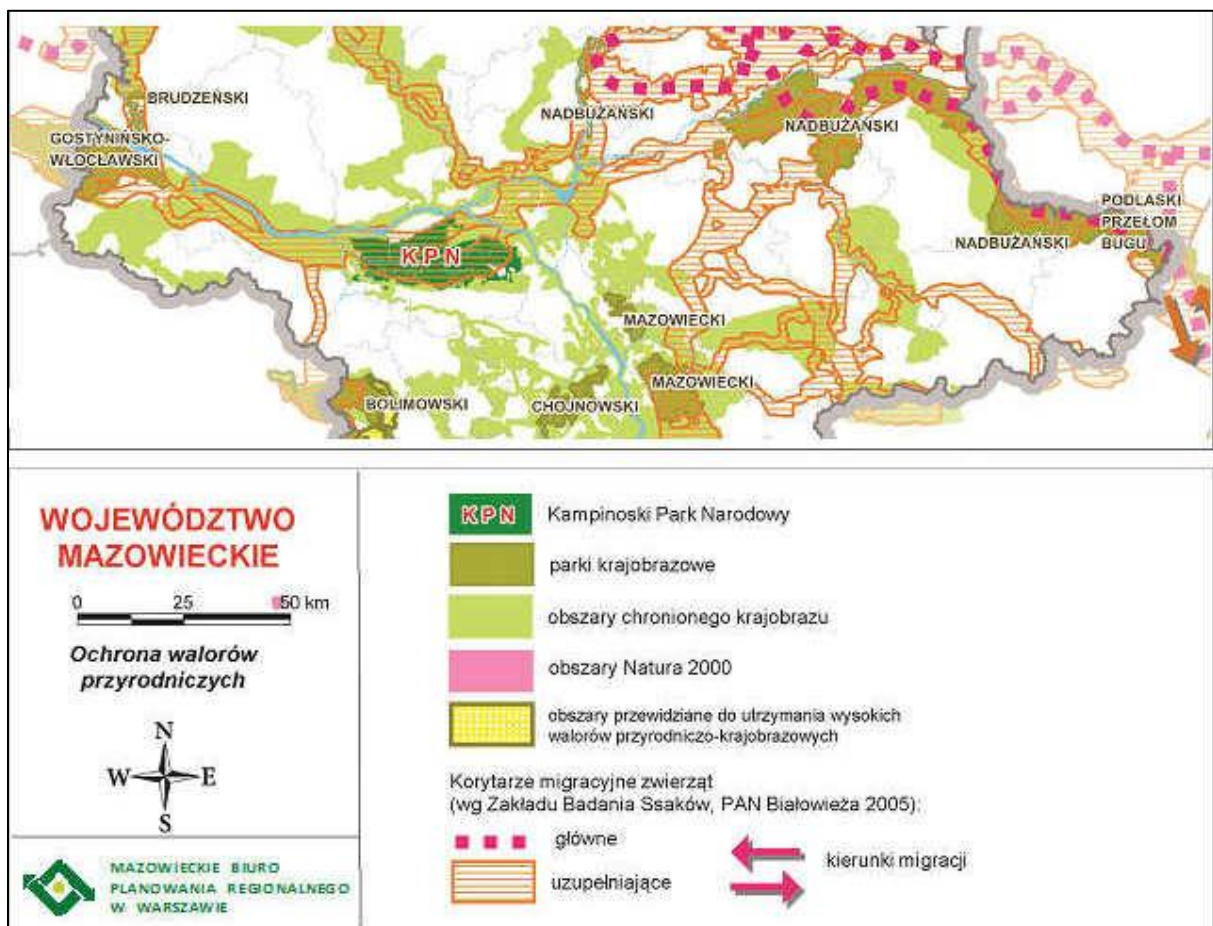 BRUDZEŃSKI
GOSTYNIŃSKO-
WŁOCŁAWSKI
NADBUŻAŃSKI
NADBUŻAŃSKI
PODLASKI
PRZEŁOM
BUGU
NADBUŻAŃSKI
KPN
MAZOWIECKI
MAZOWIECKI
BOLIMOWSKI
CHOJNOWSKI
WOJEWÓDZTWO
MAZOWIECKIE
0 25 50 km
Ochrona walorów
przyrodniczych
N
W E
S
MAZOWIECKIE BIURO
PLANOWANIA REGIONALNEGO
W WARSZAWIE
KPN Kampinoski Park Narodowy
parki krajobrazowe
obszary chronionego krajobrazu
obszary Natura 2000
obszary przewidziane do utrzymania wysokich
walorów przyrodniczo-krajobrazowych
Korytarze migracyjne zwierząt
(wg Zakładu Badania Ssaków, PAN Białowieża 2005):
główne
uzupełniające
kierunki migracji